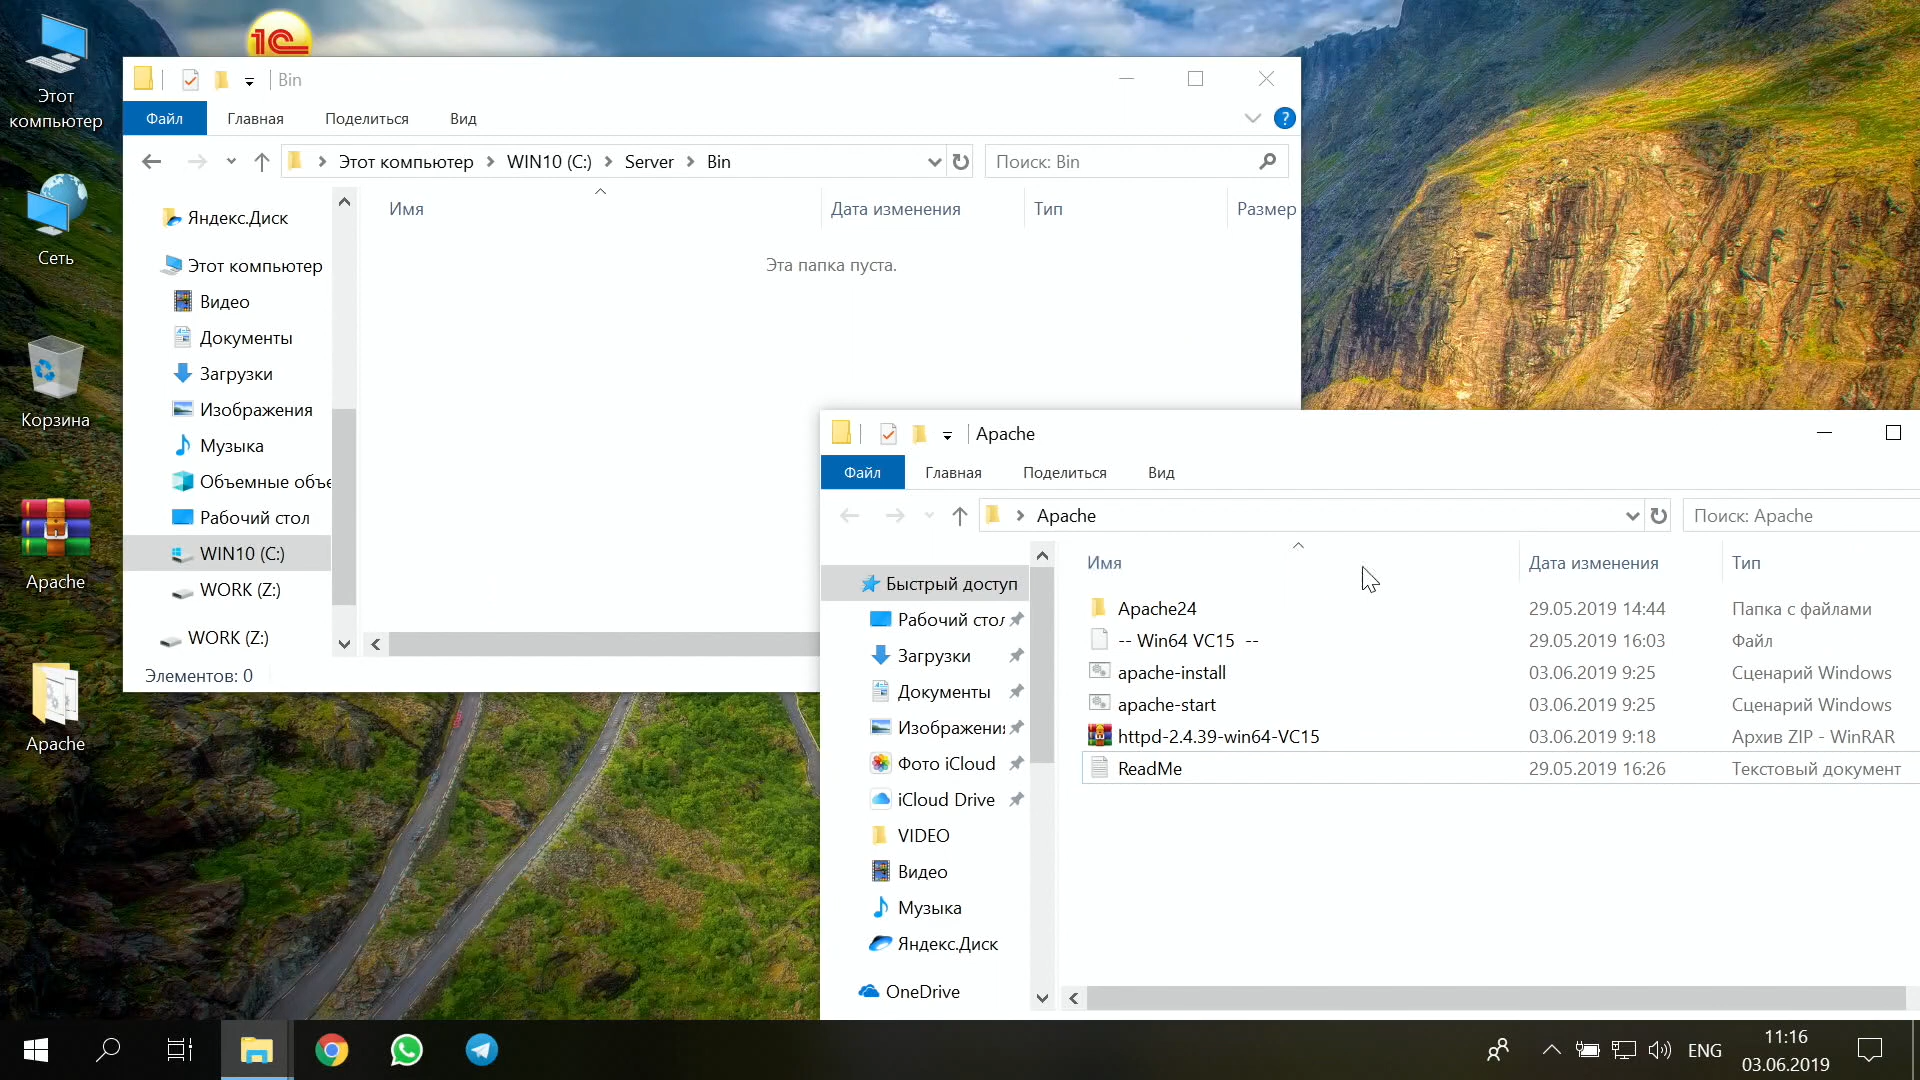 1С
Этот
компьютер
Сеть
Корзина
Apache
Apache
Bin
Файл
Главная
Поделиться
Вид
?
Этот компьютер
WIN10 (C:)
Server
Bin
Поиск: Bin
Яндекс.Диск
Этот компьютер
Видео
Документы
Загрузки
Изображения
Музыка
Объемные объе
Рабочий стол
WIN10 (C:)
WORK (Z:)
WORK (Z:)
Имя
Дата изменения
Тип
Размер
Эта папка пуста.
Элементов: 0
Apache
Файл
Главная
Поделиться
Вид
Apache
Поиск: Apache
Быстрый доступ
Рабочий стол
Загрузки
Документы
Изображения
Фото iCloud
iCloud Drive
VIDEO
Видео
Музыка
Яндекс.Диск
OneDrive
Имя Дата изменения Тип
Apache24 29.05.2019 14:44 Папка с файлами
-- Win64 VC15 -- 29.05.2019 16:03 Файл
apache-install 03.06.2019 9:25 Сценарий Windows
apache-start 03.06.2019 9:25 Сценарий Windows
httpd-2.4.39-win64-VC15 03.06.2019 9:18 Архив ZIP - WinRAR
ReadMe 29.05.2019 16:26 Текстовый документ
ENG
11:16
03.06.2019